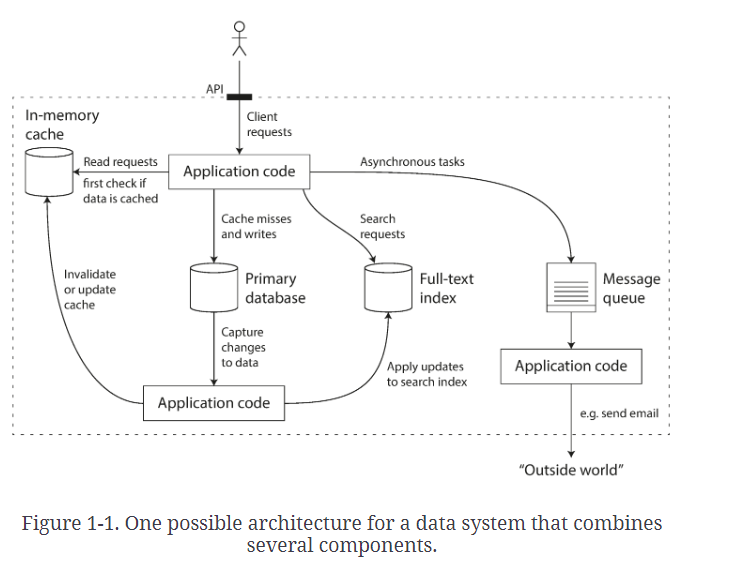 API
Client
requests
In-memory
cache
Read requests
first check if
data is cached
Application code
Asynchronous tasks
Cache misses
and writes
Search
requests
Invalidate
or update
cache
Primary
database
Full-text
index
Message
queue
Capture
changes
to data
Apply updates
to search index
Application code
Application code
e.g. send email
“Outside world”
Figure 1-1. One possible architecture for a data system that combines
several components.